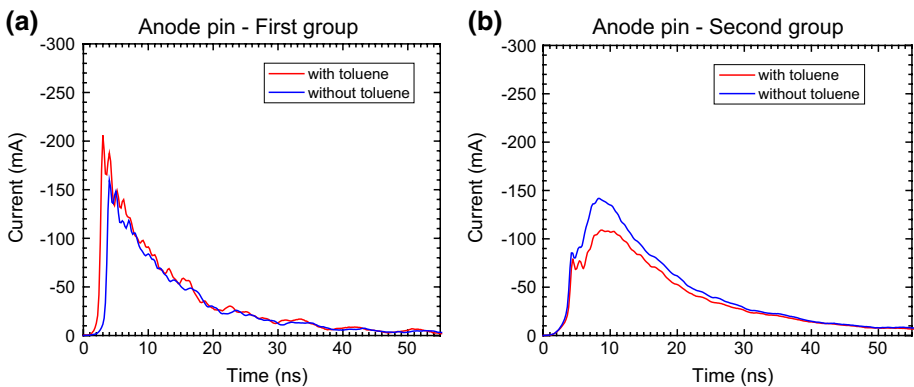 (a)
Anode pin - First group
with toluene
without toluene
-300
-250
-200
-150
-100
-50
0
Current (mA)
0
10
20
30
40
50
Time (ns)
(b)
Anode pin - Second group
with toluene
without toluene
-300
-250
-200
-150
-100
-50
0
Current (mA)
0
10
20
30
40
50
Time (ns)